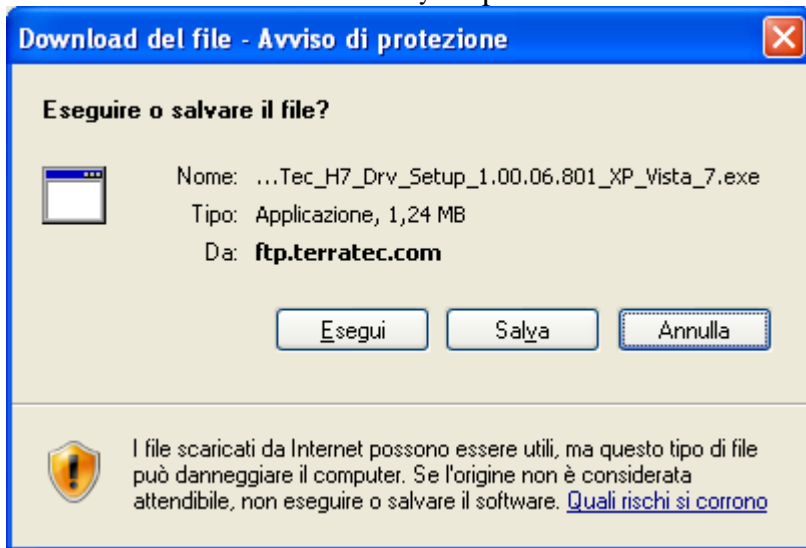 Download del file - Avviso di protezione
Eseguire o salvare il file?
Nome: ...Tec_H7_Drv_Setup_1.00.06.801_XP_Vista_7.exe
Tipo: Applicazione, 1,24 MB
Da: ftp.terratec.com
Esegui Salva Annulla
I file scaricati da Internet possono essere utili, ma questo tipo di file
può danneggiare il computer. Se l'origine non è considerata
attendibile, non eseguire o salvare il software. Quali rischi si corrono